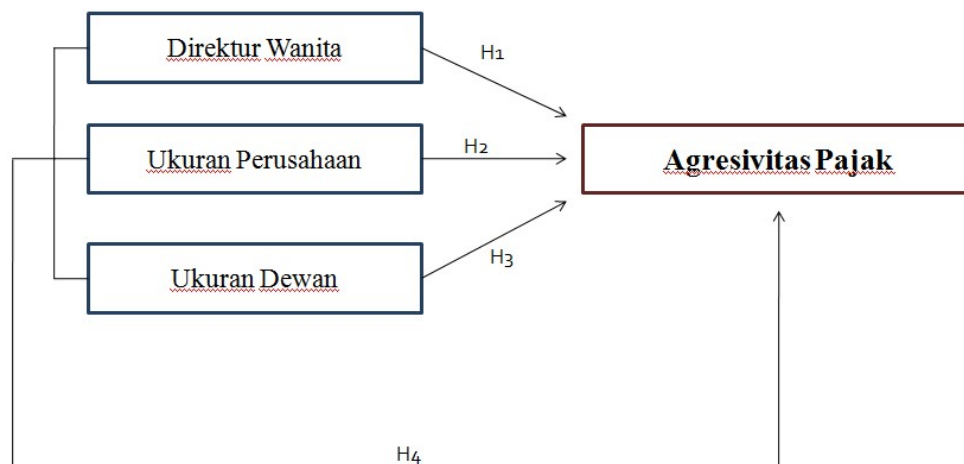 Direktur Wanita
H1
Ukuran Perusahaan
H2
Agresivitas Pajak
Ukuran Dewan
H3
H4